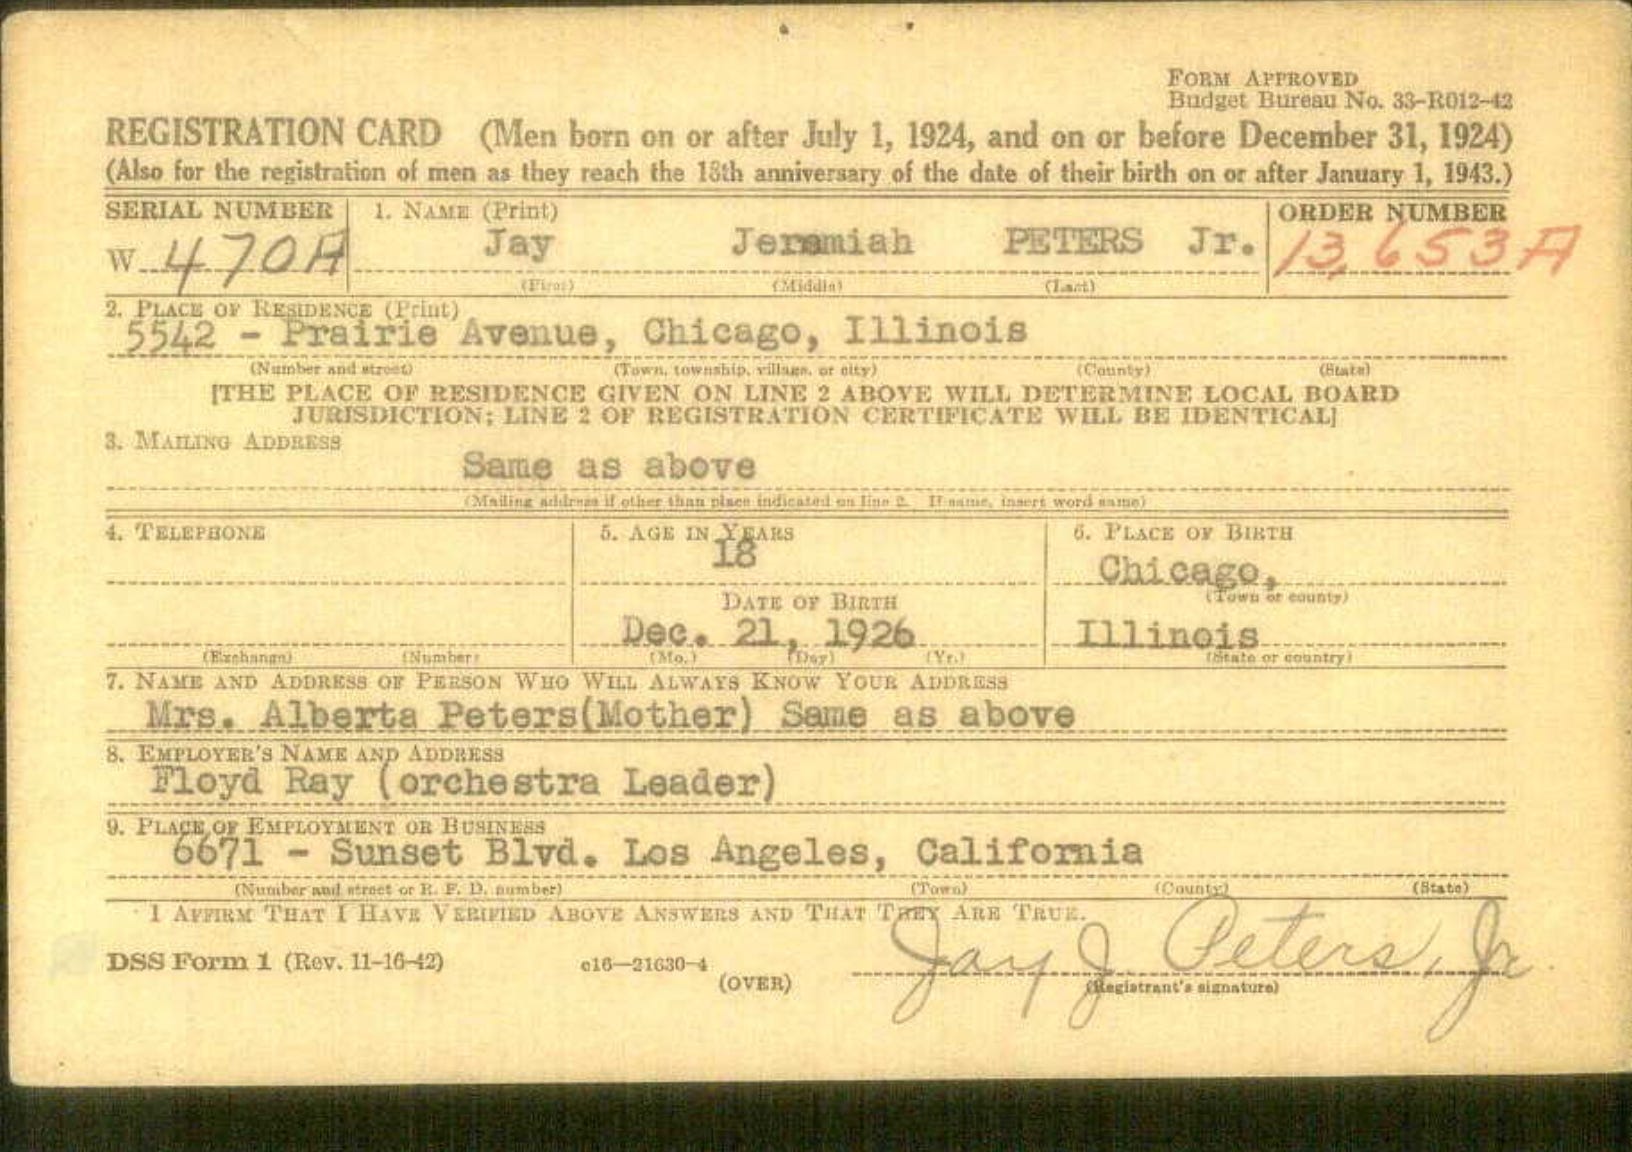 FORM APPROVED
Budget Bureau No. 33-R012-42
REGISTRATION CARD (Men born on or after July 1, 1924, and on or before December 31, 1924)
(Also for the registration of men as they reach the 18th anniversary of the date of their birth on or after January 1, 1943.)
SERIAL NUMBER 1. NAME (Print) ORDER NUMBER
W 470A Jay Jeremiah PETERS Jr. 13,653A
(First) (Middle) (Last)
2. PLACE OF RESIDENCE (Print)
5542 - Prairie Avenue, Chicago, Illinois
(Number and street) (Town, township, village, or city) (County) (State)
[THE PLACE OF RESIDENCE GIVEN ON LINE 2 ABOVE WILL DETERMINE LOCAL BOARD
JURISDICTION; LINE 2 OF REGISTRATION CERTIFICATE WILL BE IDENTICAL]
3. MAILING ADDRESS
Same as above
(Mailing address if other than place indicated on line 2. If same, insert word same)
4. TELEPHONE 5. AGE IN YEARS 6. PLACE OF BIRTH
18 Chicago,
(Town or county)
DATE OF BIRTH
Dec. 21, 1926 Illinois
(Exchange) (Number) (Mo.) (Day) (Yr.) (State or country)
7. NAME AND ADDRESS OF PERSON WHO WILL ALWAYS KNOW YOUR ADDRESS
Mrs. Alberta Peters(Mother) Same as above
8. EMPLOYER'S NAME AND ADDRESS
Floyd Ray (orchestra Leader)
9. PLACE OF EMPLOYMENT OR BUSINESS
6671 - Sunset Blvd. Los Angeles, California
(Number and street or R. F. D. number) (Town) (County) (State)
I AFFIRM THAT I HAVE VERIFIED ABOVE ANSWERS AND THAT THEY ARE TRUE.
DSS Form 1 (Rev. 11-16-42) c16—21630-4 Jay J. Peters, Jr
(OVER) (Registrant's signature)